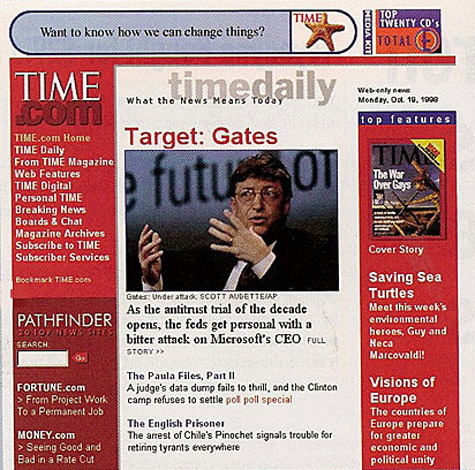 Want to know how we can change things?
TIME
MEDIA KIT
TOP
TWENTY CD's
TOTAL
TIME
.com
timedaily
What the News Means Today
Web-only news
Monday, Oct. 19, 1998
TIME.com Home
TIME Daily
From TIME Magazine
Web Features
TIME Digital
Personal TIME
Breaking News
Boards & Chat
Magazine Archives
Subscribe to TIME
Subscriber Services
Bookmark TIME.com
PATHFINDER
20 TOP NEWS SITES
SEARCH:
Go
FORTUNE.com
> From Project Work
To a Permanent Job
MONEY.com
> Seeing Good and
Bad in a Rate Cut
Target: Gates
e futu
of
Gates: Under attack. SCOTT AUDETTE/AP
As the antitrust trial of the decade
opens, the feds get personal with a
bitter attack on Microsoft's CEO FULL
STORY >>
The Paula Files, Part II
A judge's data dump fails to thrill, and the Clinton
camp refuses to settle poll poll special
The English Prisoner
The arrest of Chile's Pinochet signals trouble for
retiring tyrants everywhere
top features
TIME
The War
Over Gays
Cover Story
Saving Sea
Turtles
Meet this week's
environmental
heroes, Guy and
Neca
Marcovaldi!
Visions of
Europe
The countries of
Europe prepare
for greater
economic and
political unity